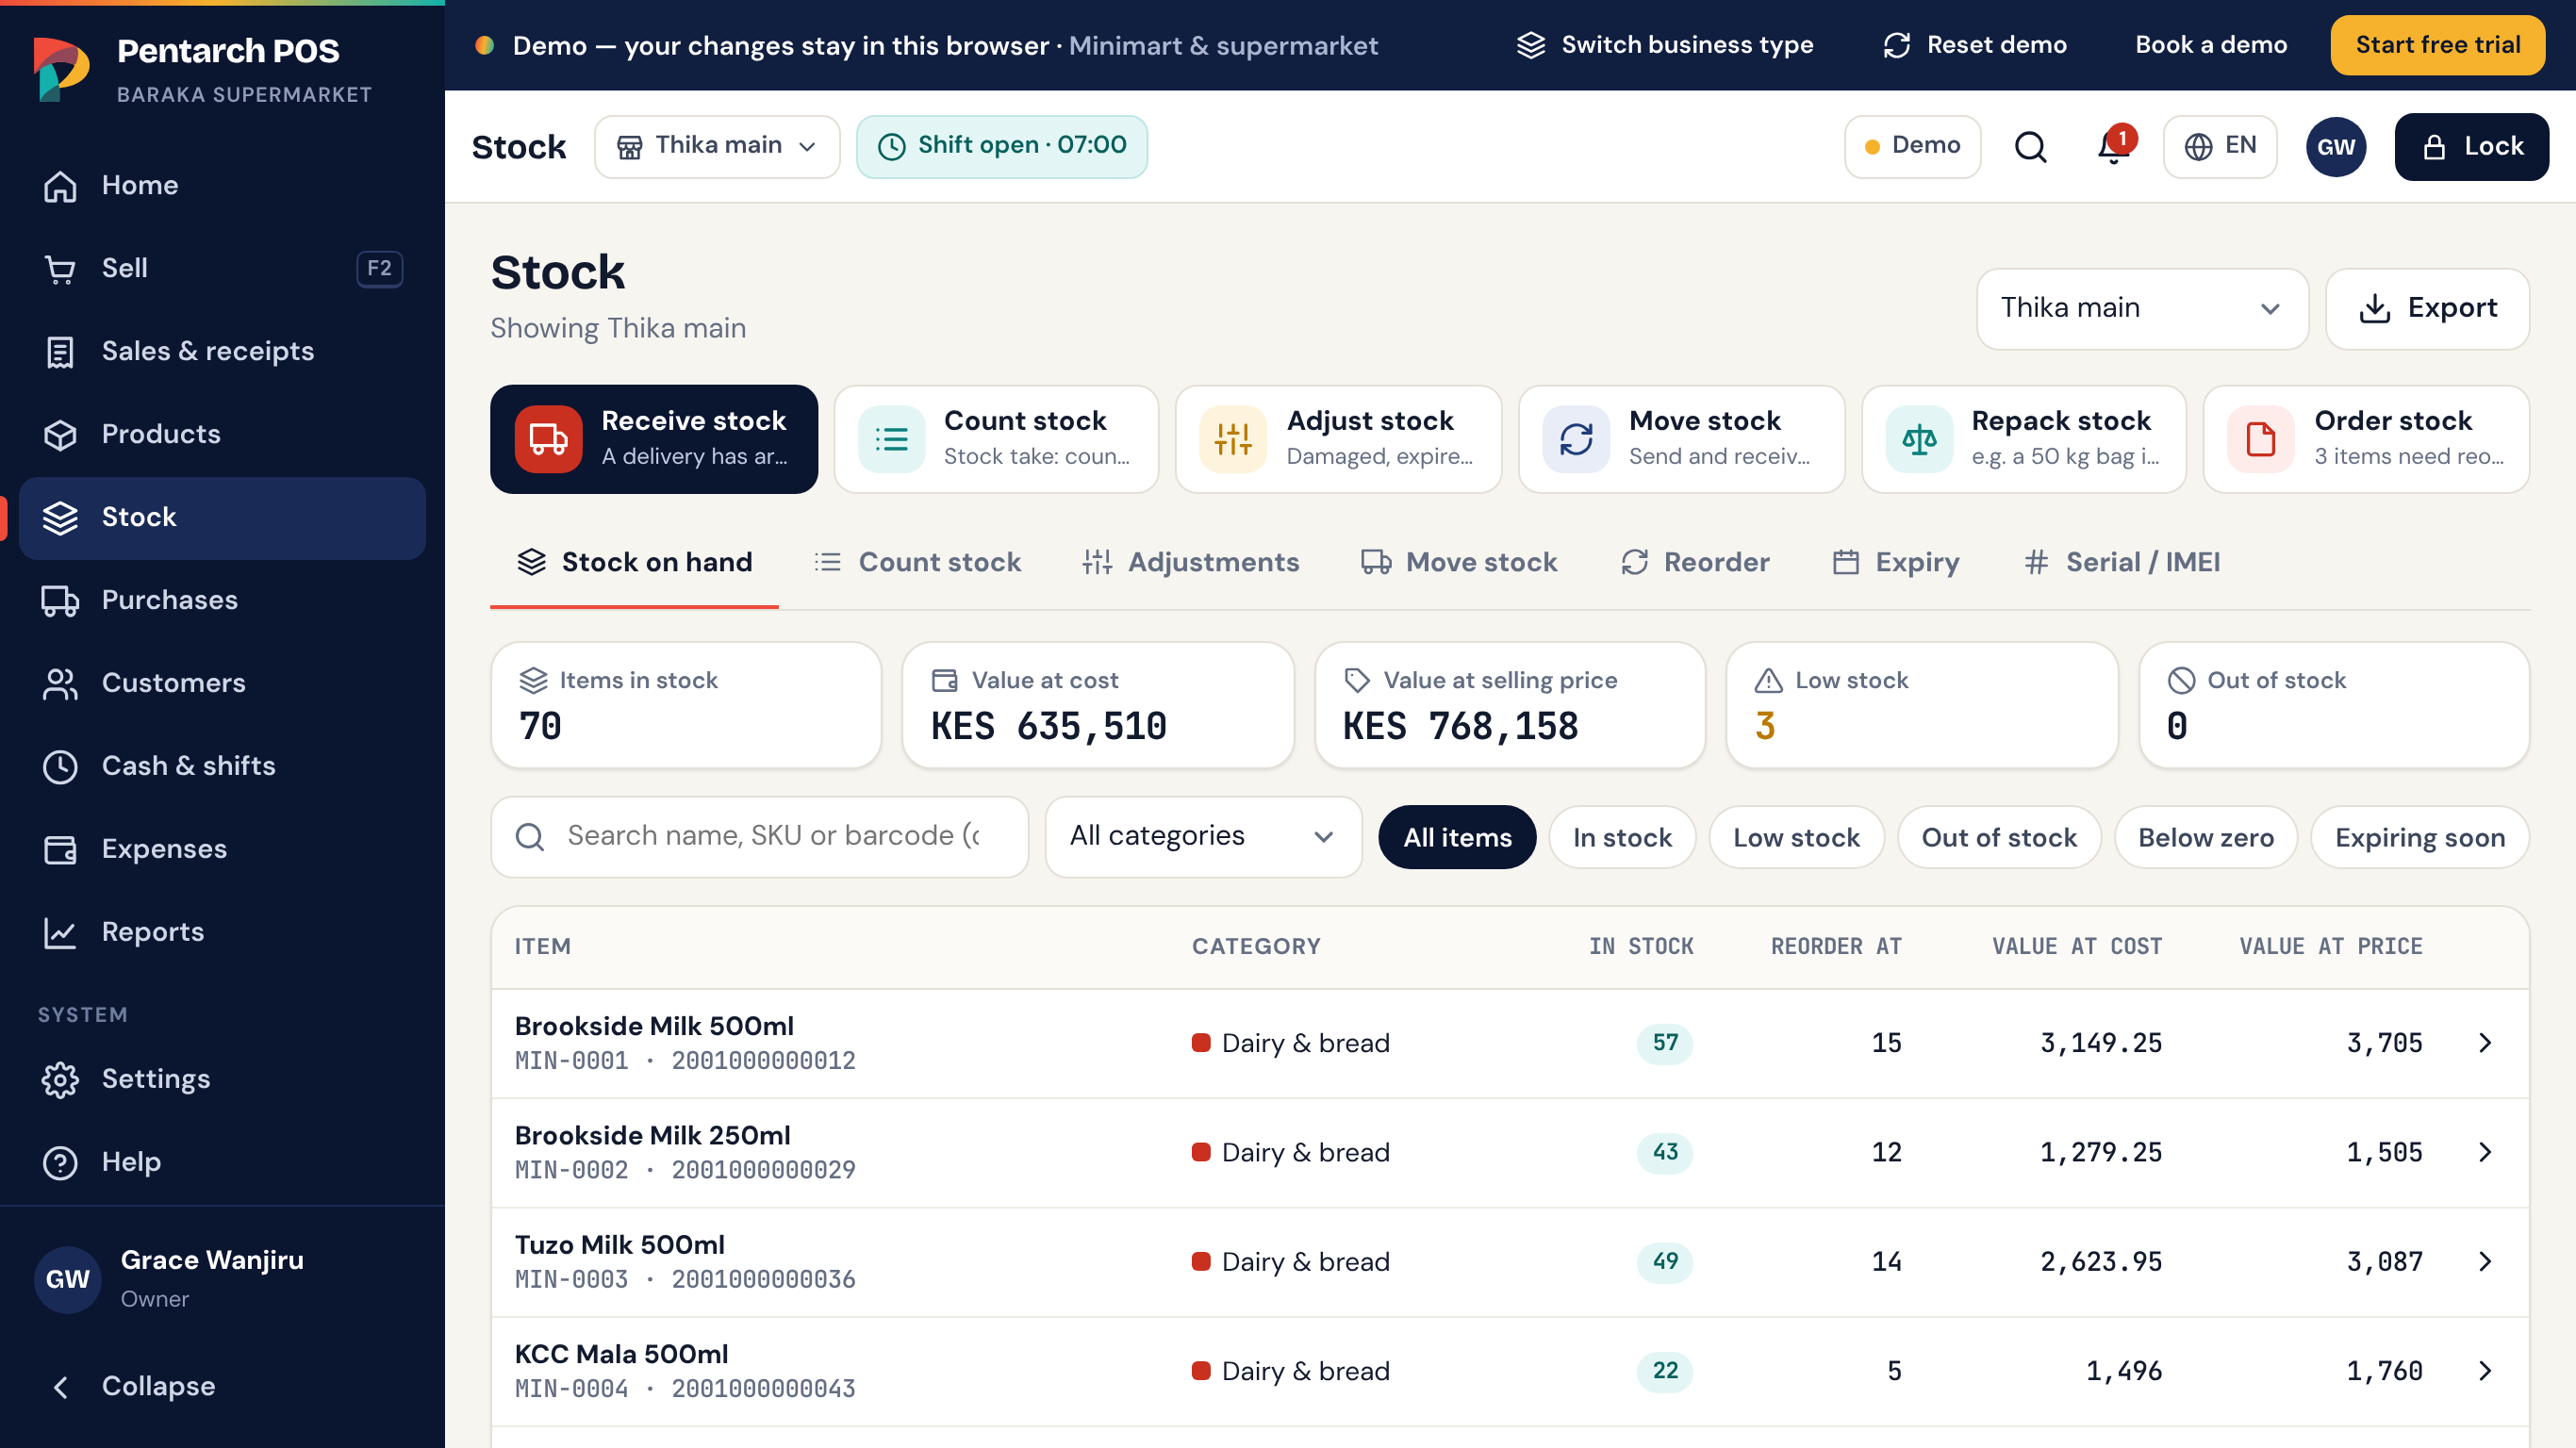 Pentarch POS
BARAKA SUPERMARKET
Home
Sell F2
Sales & receipts
Products
Stock
Purchases
Customers
Cash & shifts
Expenses
Reports
SYSTEM
Settings
Help
GW Grace Wanjiru
Owner
Collapse
Demo — your changes stay in this browser · Minimart & supermarket
Switch business type
Reset demo
Book a demo
Start free trial
Stock
Thika main
Shift open · 07:00
Demo
1
EN
GW
Lock
Stock
Showing Thika main
Thika main
Export
Receive stock
A delivery has ar...
Count stock
Stock take: coun...
Adjust stock
Damaged, expire...
Move stock
Send and receiv...
Repack stock
e.g. a 50 kg bag i...
Order stock
3 items need reo...
Stock on hand
Count stock
Adjustments
Move stock
Reorder
Expiry
Serial / IMEI
Items in stock
70
Value at cost
KES 635,510
Value at selling price
KES 768,158
Low stock
3
Out of stock
0
Search name, SKU or barcode (
All categories
All items
In stock
Low stock
Out of stock
Below zero
Expiring soon
ITEM CATEGORY IN STOCK REORDER AT VALUE AT COST VALUE AT PRICE
Brookside Milk 500ml
MIN-0001 · 2001000000012
Dairy & bread 57 15 3,149.25 3,705
Brookside Milk 250ml
MIN-0002 · 2001000000029
Dairy & bread 43 12 1,279.25 1,505
Tuzo Milk 500ml
MIN-0003 · 2001000000036
Dairy & bread 49 14 2,623.95 3,087
KCC Mala 500ml
MIN-0004 · 2001000000043
Dairy & bread 22 5 1,496 1,760